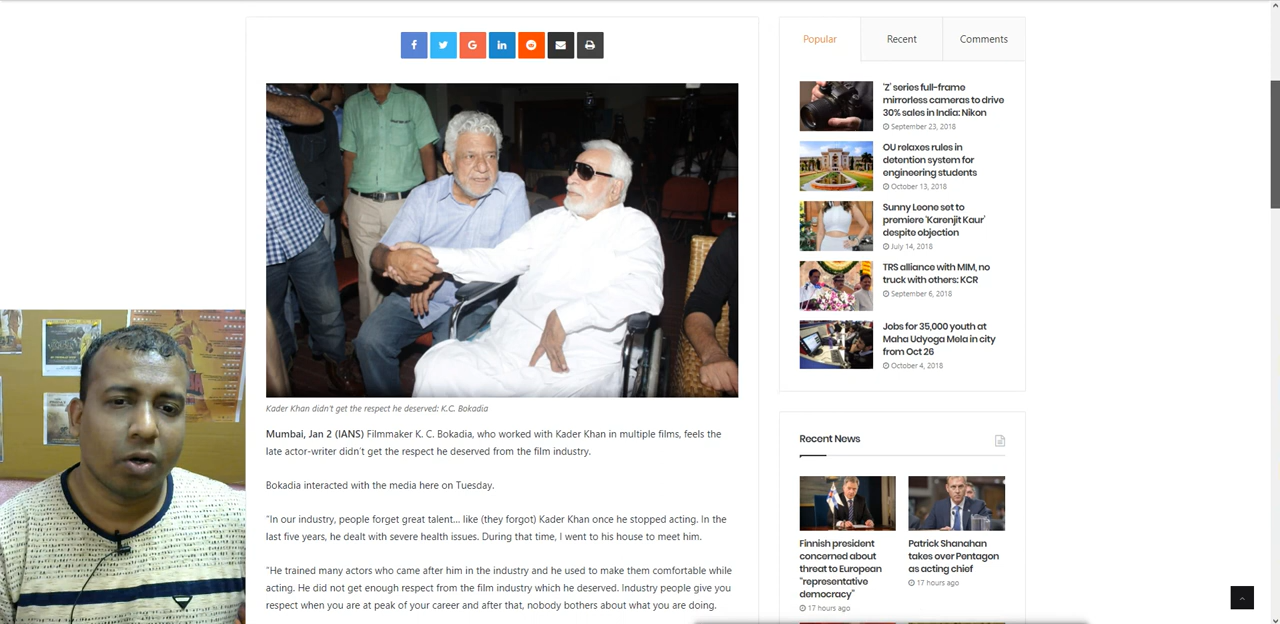 Popular
Recent
Comments
'Z' series full-frame
mirrorless cameras to drive
30% sales in India: Nikon
September 23, 2018
OU relaxes rules in
detention system for
engineering students
October 13, 2018
Sunny Leone set to
premiere 'Karenjit Kaur'
despite objection
July 14, 2018
TRS alliance with MIM, no
truck with others: KCR
September 6, 2018
Jobs for 35,000 youth at
Maha Udyoga Mela in city
from Oct 26
October 4, 2018
Kader Khan didn't get the respect he deserved: K.C. Bokadia
Mumbai, Jan 2 (IANS) Filmmaker K. C. Bokadia, who worked with Kader Khan in multiple films, feels the
late actor-writer didn't get the respect he deserved from the film industry.
Bokadia interacted with the media here on Tuesday.
"In our industry, people forget great talent... like (they forgot) Kader Khan once he stopped acting. In the
last five years, he dealt with severe health issues. During that time, I went to his house to meet him.
"He trained many actors who came after him in the industry and he used to make them comfortable while
acting. He did not get enough respect from the film industry which he deserved. Industry people give you
respect when you are at peak of your career and after that, nobody bothers about what you are doing.
Recent News
Finnish president
concerned about
threat to European
"representative
democracy"
17 hours ago
Patrick Shanahan
takes over Pentagon
as acting chief
17 hours ago